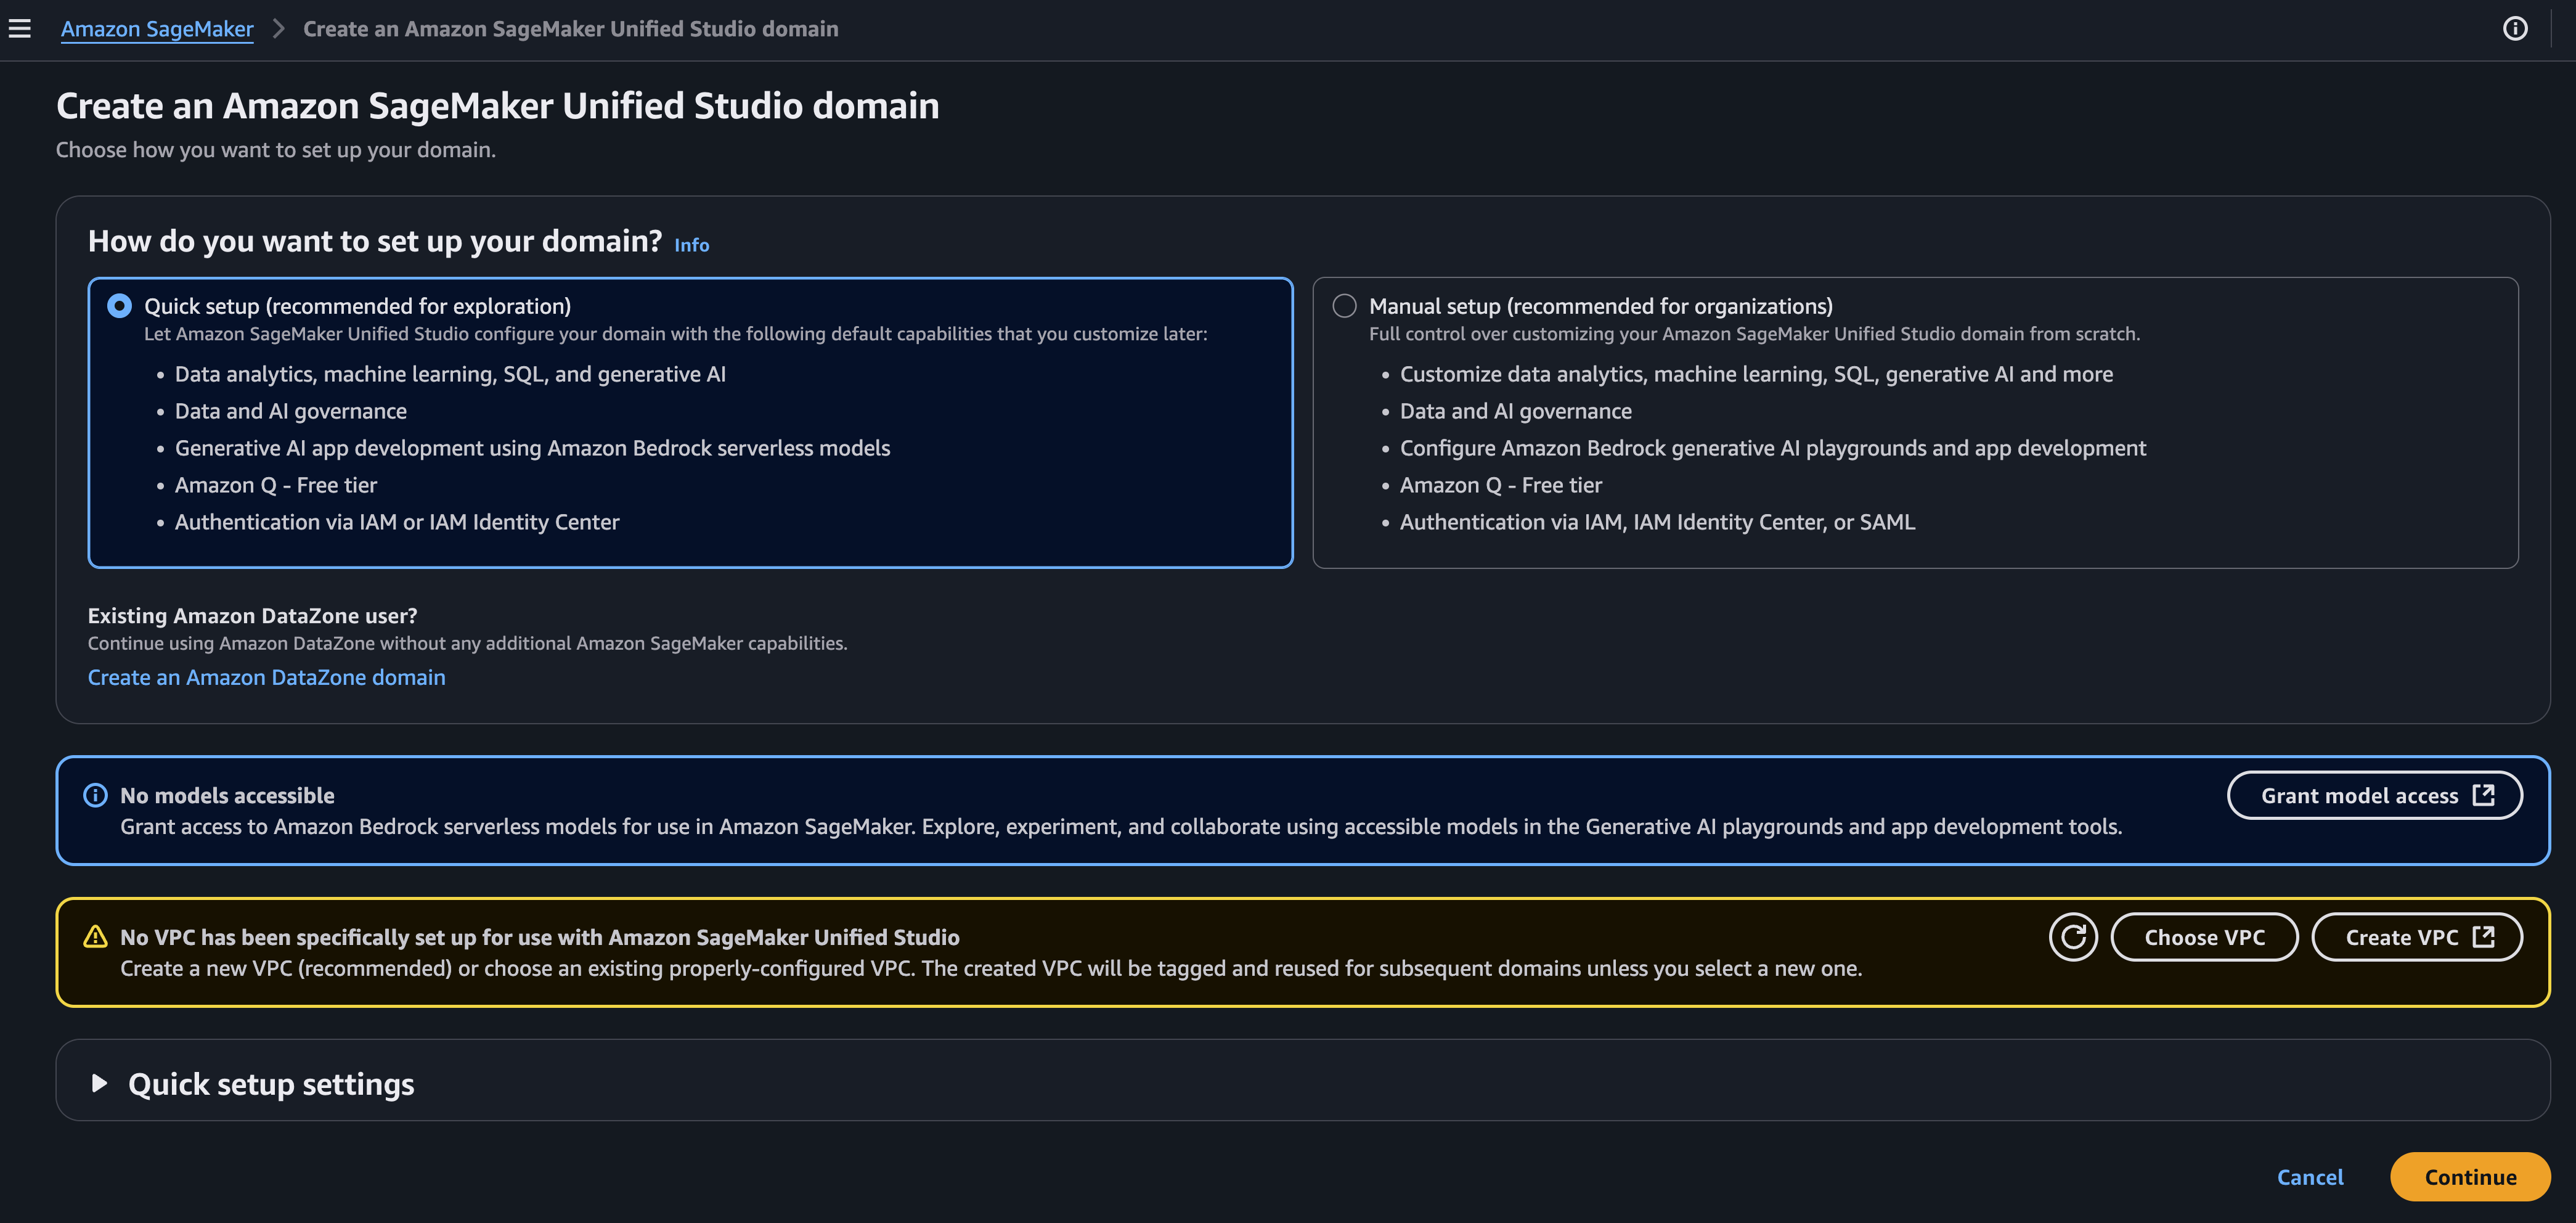 Amazon SageMaker > Create an Amazon SageMaker Unified Studio domain
Create an Amazon SageMaker Unified Studio domain
Choose how you want to set up your domain.
How do you want to set up your domain? Info
Quick setup (recommended for exploration)
Let Amazon SageMaker Unified Studio configure your domain with the following default capabilities that you customize later:
• Data analytics, machine learning, SQL, and generative AI
• Data and AI governance
• Generative AI app development using Amazon Bedrock serverless models
• Amazon Q - Free tier
• Authentication via IAM or IAM Identity Center
Manual setup (recommended for organizations)
Full control over customizing your Amazon SageMaker Unified Studio domain from scratch.
• Customize data analytics, machine learning, SQL, generative AI and more
• Data and AI governance
• Configure Amazon Bedrock generative AI playgrounds and app development
• Amazon Q - Free tier
• Authentication via IAM, IAM Identity Center, or SAML
Existing Amazon DataZone user?
Continue using Amazon DataZone without any additional Amazon SageMaker capabilities.
Create an Amazon DataZone domain
No models accessible
Grant access to Amazon Bedrock serverless models for use in Amazon SageMaker. Explore, experiment, and collaborate using accessible models in the Generative AI playgrounds and app development tools.
Grant model access
No VPC has been specifically set up for use with Amazon SageMaker Unified Studio
Create a new VPC (recommended) or choose an existing properly-configured VPC. The created VPC will be tagged and reused for subsequent domains unless you select a new one.
Choose VPC
Create VPC
Quick setup settings
Cancel
Continue